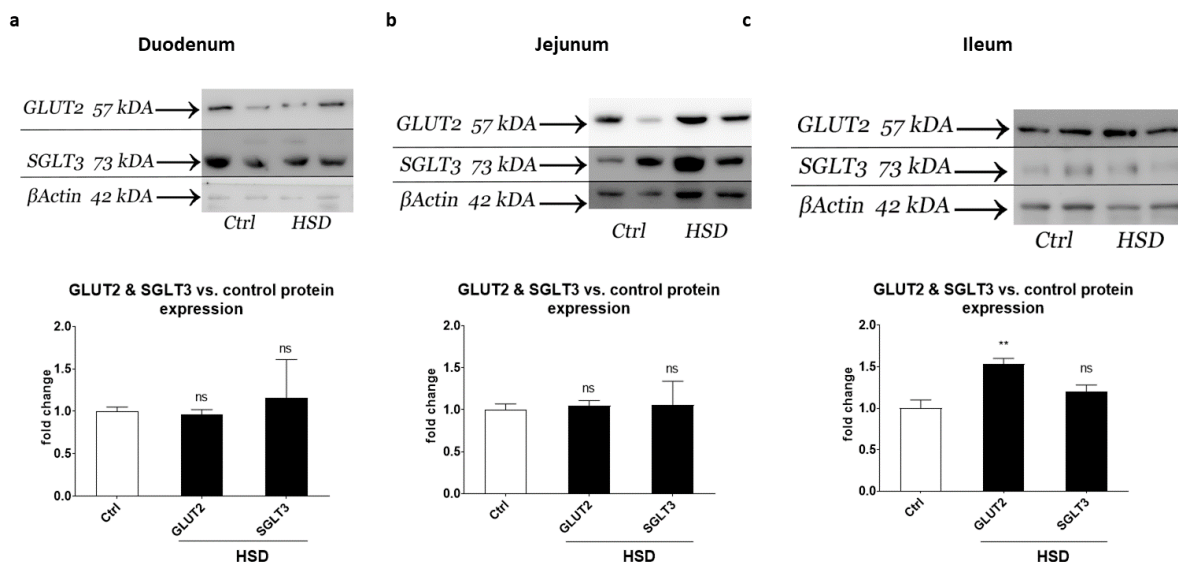 a
Duodenum
GLUT2 57 kDA
SGLT3 73 kDA
βActin 42 kDA
Ctrl HSD
GLUT2 & SGLT3 vs. control protein
expression
fold change
2.0
1.5
1.0
0.5
0.0
ns
ns
Ctrl
GLUT2
SGLT3
HSD
b
Jejunum
GLUT2 57 kDA
SGLT3 73 kDA
βActin 42 kDA
Ctrl HSD
GLUT2 & SGLT3 vs. control protein
expression
fold change
2.0
1.5
1.0
0.5
0.0
ns
ns
Ctrl
GLUT2
SGLT3
HSD
c
Ileum
GLUT2 57 kDA
SGLT3 73 kDA
βActin 42 kDA
Ctrl HSD
GLUT2 & SGLT3 vs. control protein
expression
fold change
2.0
1.5
1.0
0.5
0.0
**
ns
Ctrl
GLUT2
SGLT3
HSD